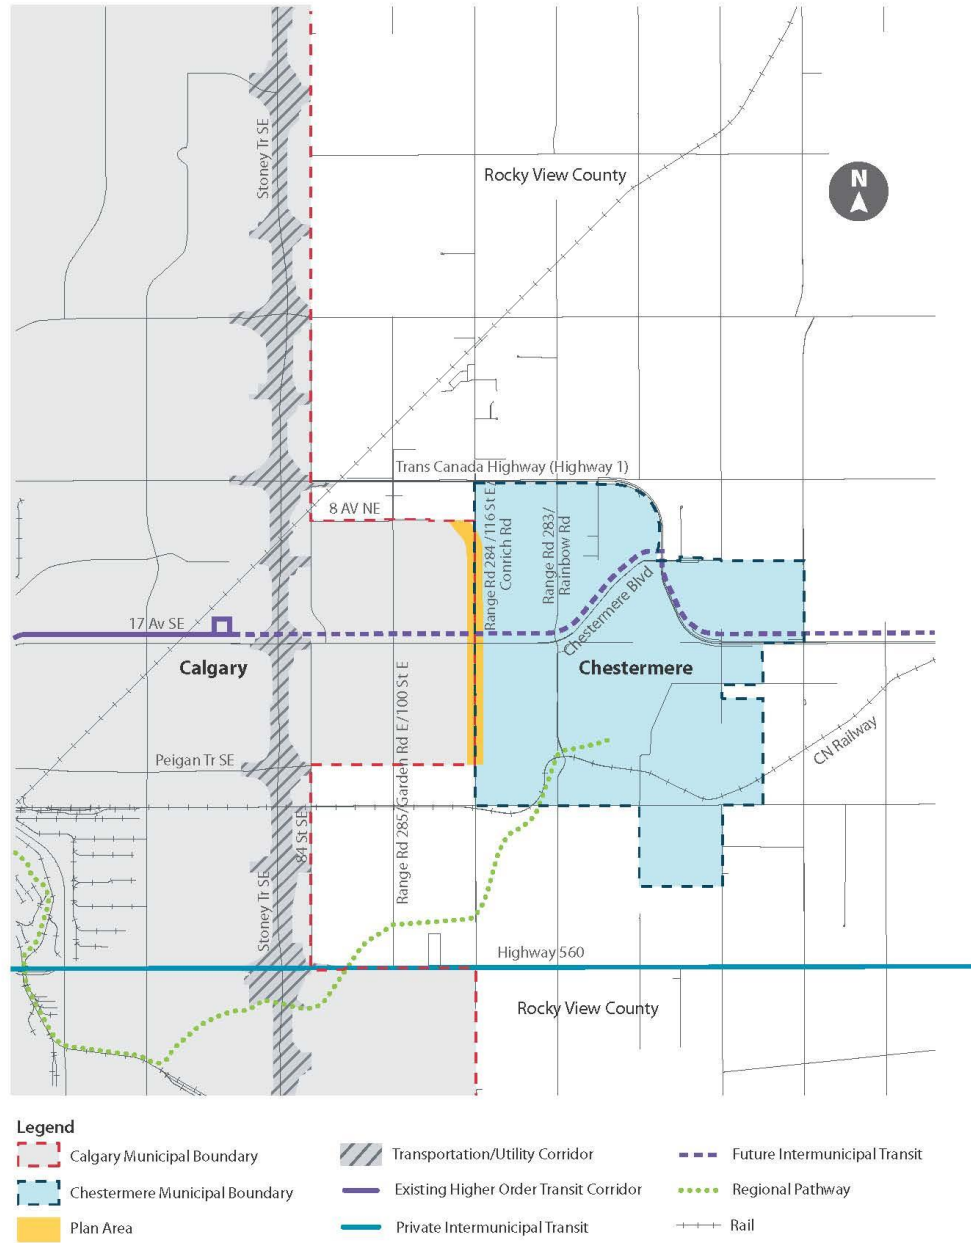 Rocky View County
N
Stoney Tr SE
Trans Canada Highway (Highway 1)
8 AV NE
Range Rd 284 /116 St E
Conrich Rd
Range Rd 283/
Rainbow Rd
Chestermere Blvd
17 Av SE
Calgary
Chestermere
Range Rd 285/Garden Rd E/100 St E
Peigan Tr SE
CN Railway
84 St SE
Stoney Tr SE
Highway 560
Rocky View County
Legend
Calgary Municipal Boundary
Transportation/Utility Corridor
Future Intermunicipal Transit
Chestermere Municipal Boundary
Existing Higher Order Transit Corridor
Regional Pathway
Plan Area
Private Intermunicipal Transit
Rail